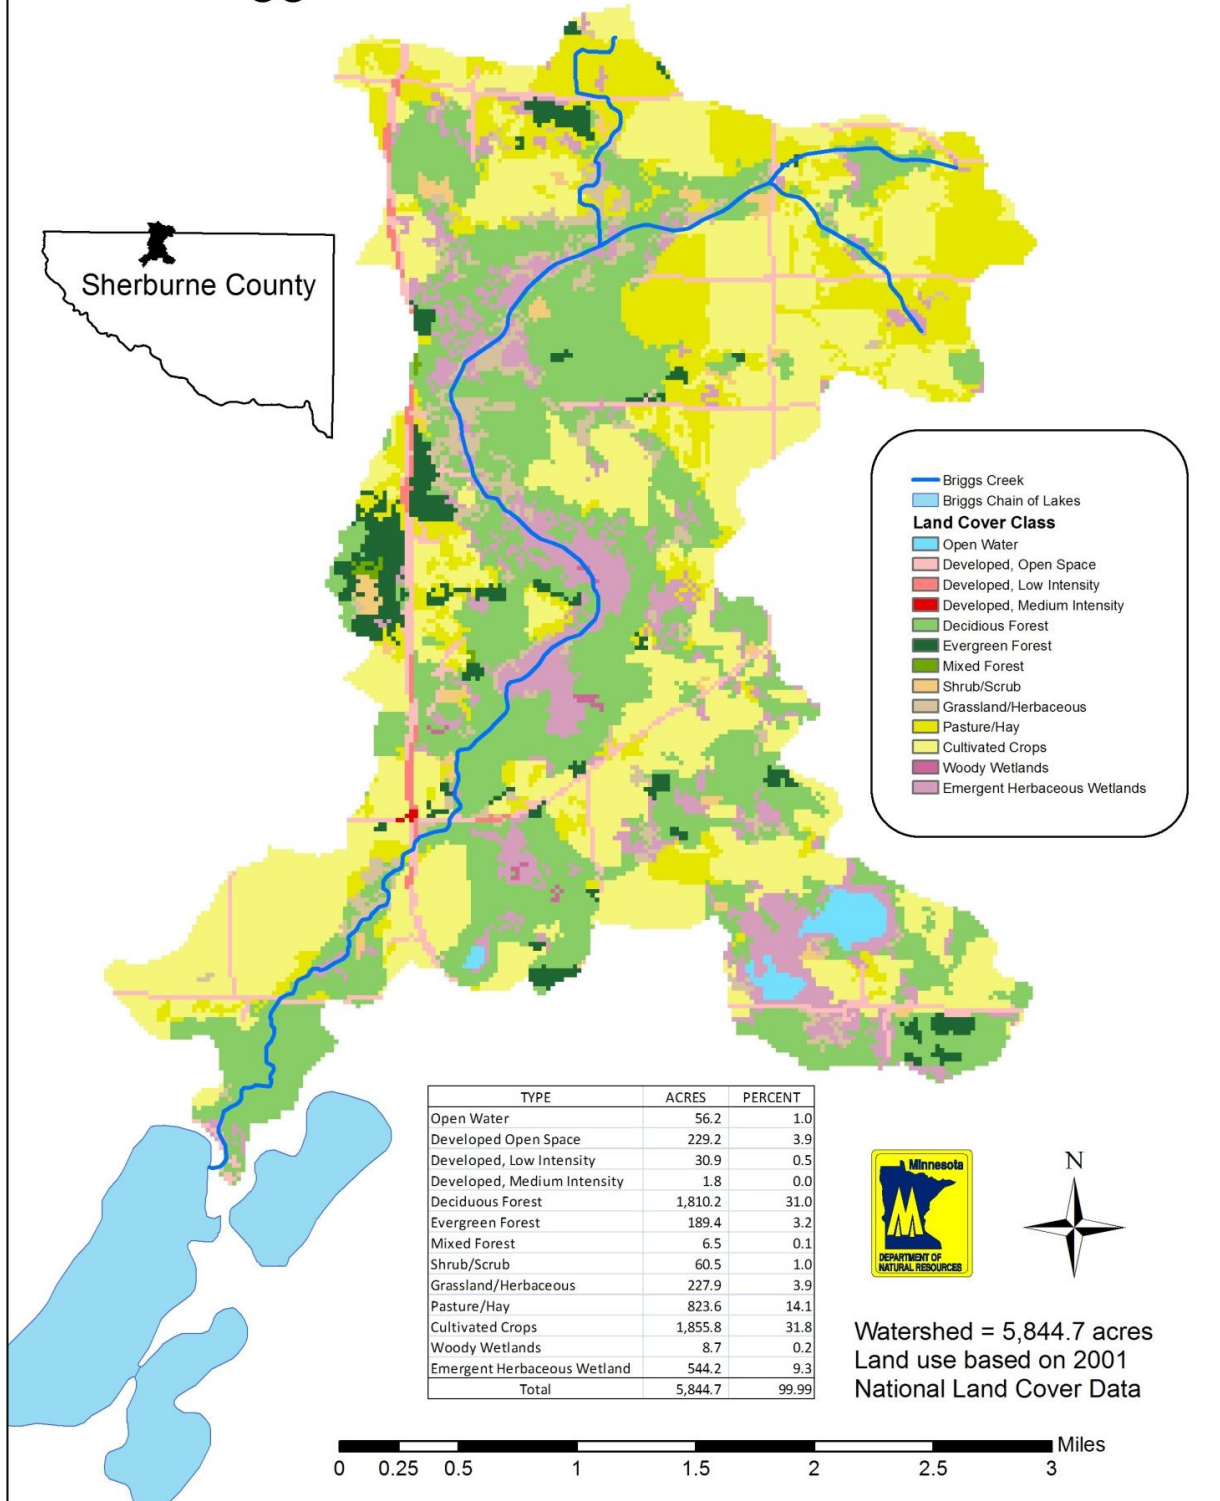 Sherburne County
Briggs Creek
Briggs Chain of Lakes
Land Cover Class
Open Water
Developed, Open Space
Developed, Low Intensity
Developed, Medium Intensity
Decidious Forest
Evergreen Forest
Mixed Forest
Shrub/Scrub
Grassland/Herbaceous
Pasture/Hay
Cultivated Crops
Woody Wetlands
Emergent Herbaceous Wetlands
TYPE ACRES PERCENT
Open Water 56.2 1.0
Developed Open Space 229.2 3.9
Developed, Low Intensity 30.9 0.5
Developed, Medium Intensity 1.8 0.0
Deciduous Forest 1,810.2 31.0
Evergreen Forest 189.4 3.2
Mixed Forest 6.5 0.1
Shrub/Scrub 60.5 1.0
Grassland/Herbaceous 227.9 3.9
Pasture/Hay 823.6 14.1
Cultivated Crops 1,855.8 31.8
Woody Wetlands 8.7 0.2
Emergent Herbaceous Wetland 544.2 9.3
Total 5,844.7 99.99
Minnesota
DEPARTMENT OF
NATURAL RESOURCES
N
Watershed = 5,844.7 acres
Land use based on 2001
National Land Cover Data
Miles
0 0.25 0.5 1 1.5 2 2.5 3